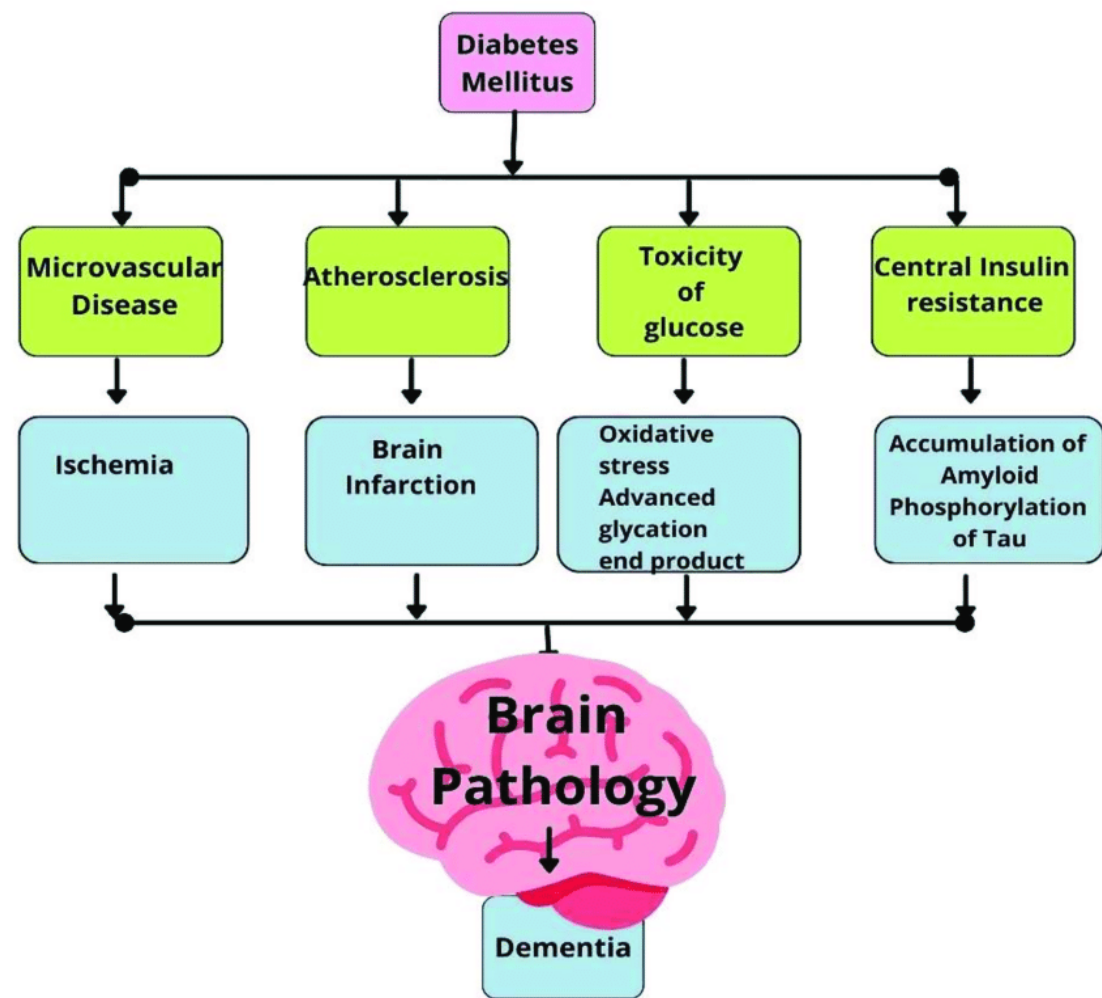 Diabetes
Mellitus
Microvascular
Disease
Atherosclerosis
Toxicity
of
glucose
Central Insulin
resistance
Ischemia
Brain
Infarction
Oxidative
stress
Advanced
glycation
end product
Accumulation of
Amyloid
Phosphorylation
of Tau
Brain
Pathology
Dementia